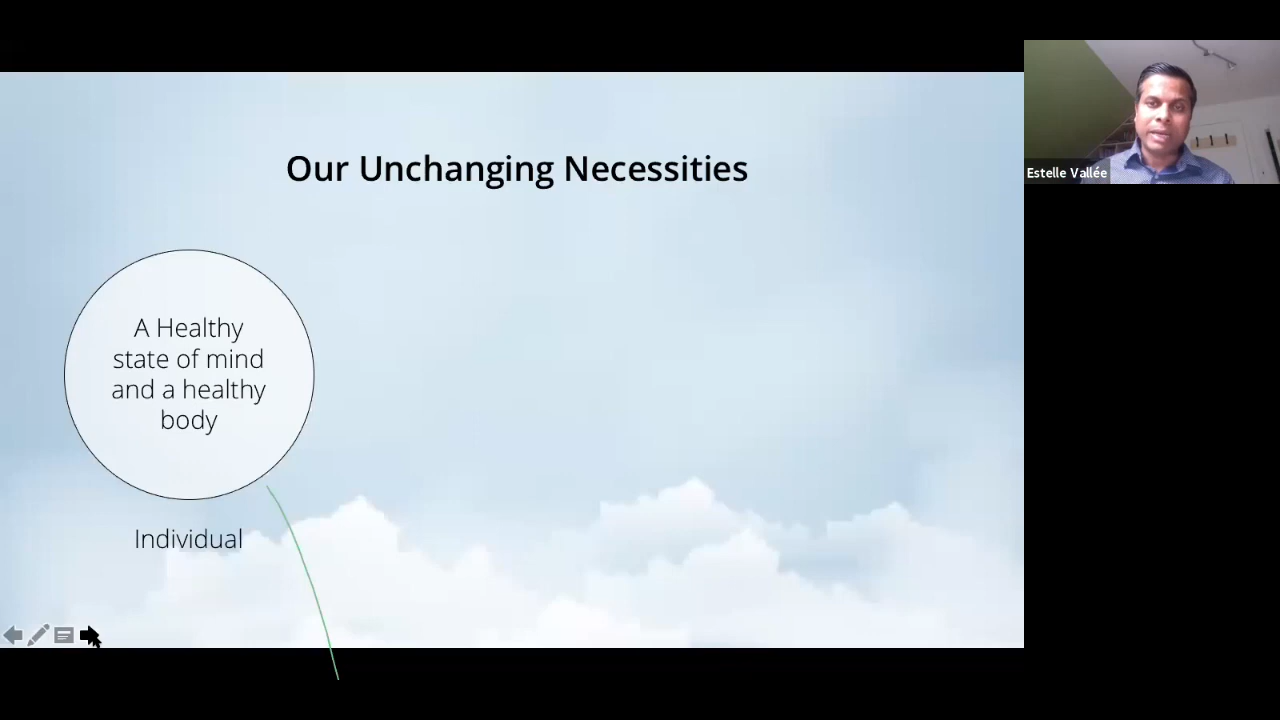 Our Unchanging Necessities
A Healthy
state of mind
and a healthy
body
Individual
Estelle Vallée